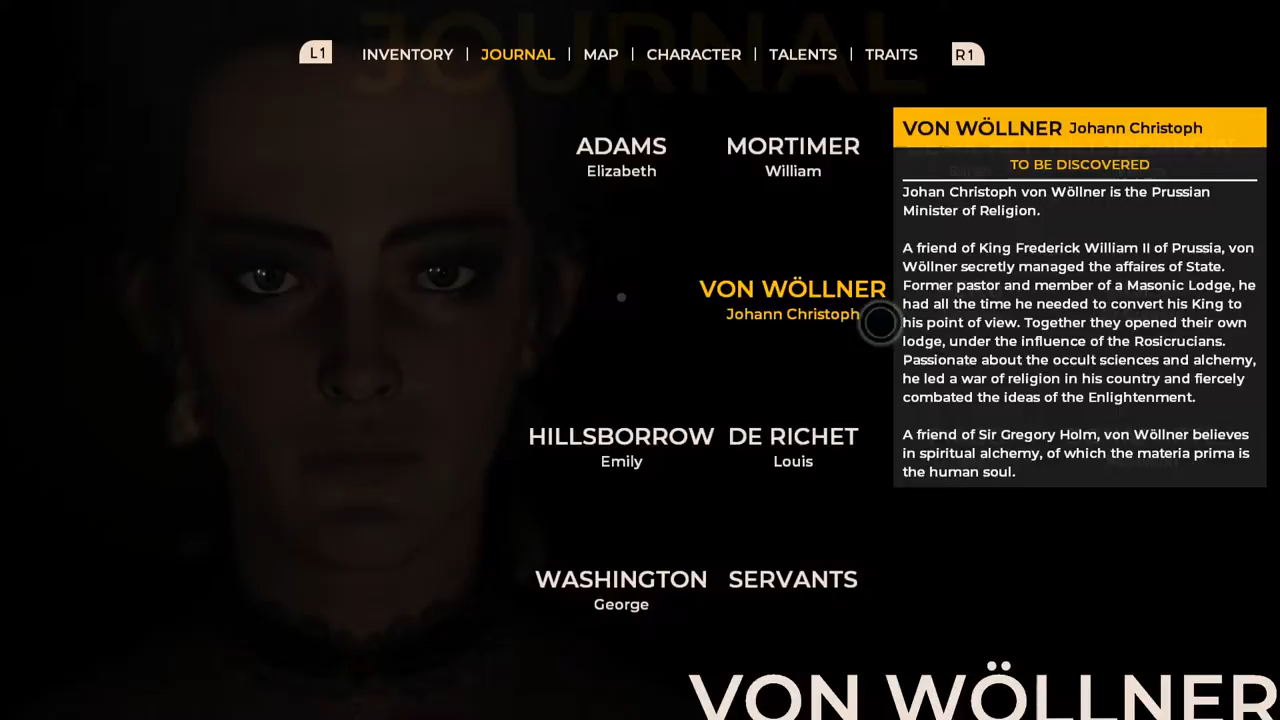 JOURNAL
L1 INVENTORY | JOURNAL | MAP | CHARACTER | TALENTS | TRAITS R1
ADAMS
Elizabeth
MORTIMER
William
VON WÖLLNER
Johann Christoph
HILLSBORROW
Emily
DE RICHET
Louis
WASHINGTON
George
SERVANTS
VON WÖLLNER Johann Christoph
TO BE DISCOVERED
Johan Christoph von Wöllner is the Prussian
Minister of Religion.
A friend of King Frederick William II of Prussia, von
Wöllner secretly managed the affaires of State.
Former pastor and member of a Masonic Lodge, he
had all the time he needed to convert his King to
his point of view. Together they opened their own
lodge, under the influence of the Rosicrucians.
Passionate about the occult sciences and alchemy,
he led a war of religion in his country and fiercely
combated the ideas of the Enlightenment.
A friend of Sir Gregory Holm, von Wöllner believes
in spiritual alchemy, of which the materia prima is
the human soul.
VON WÖLLNER